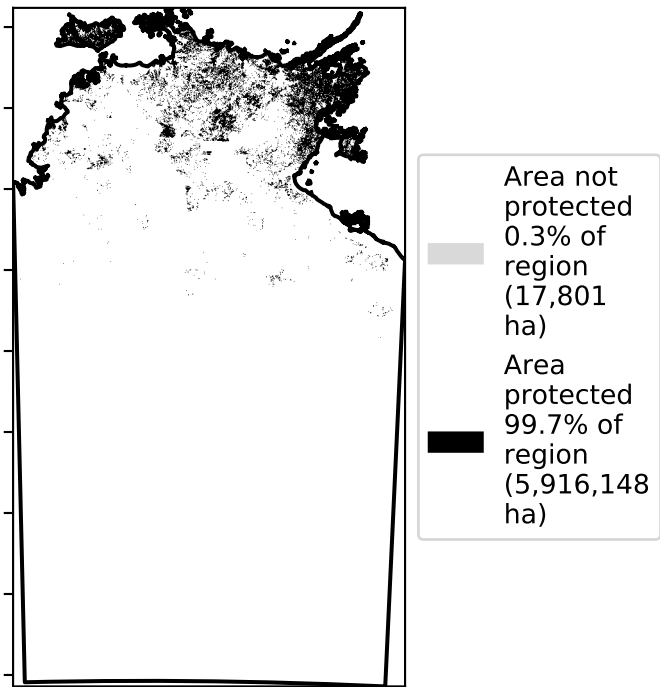 Area not
protected
0.3% of
region
(17,801
ha)
Area
protected
99.7% of
region
(5,916,148
ha)